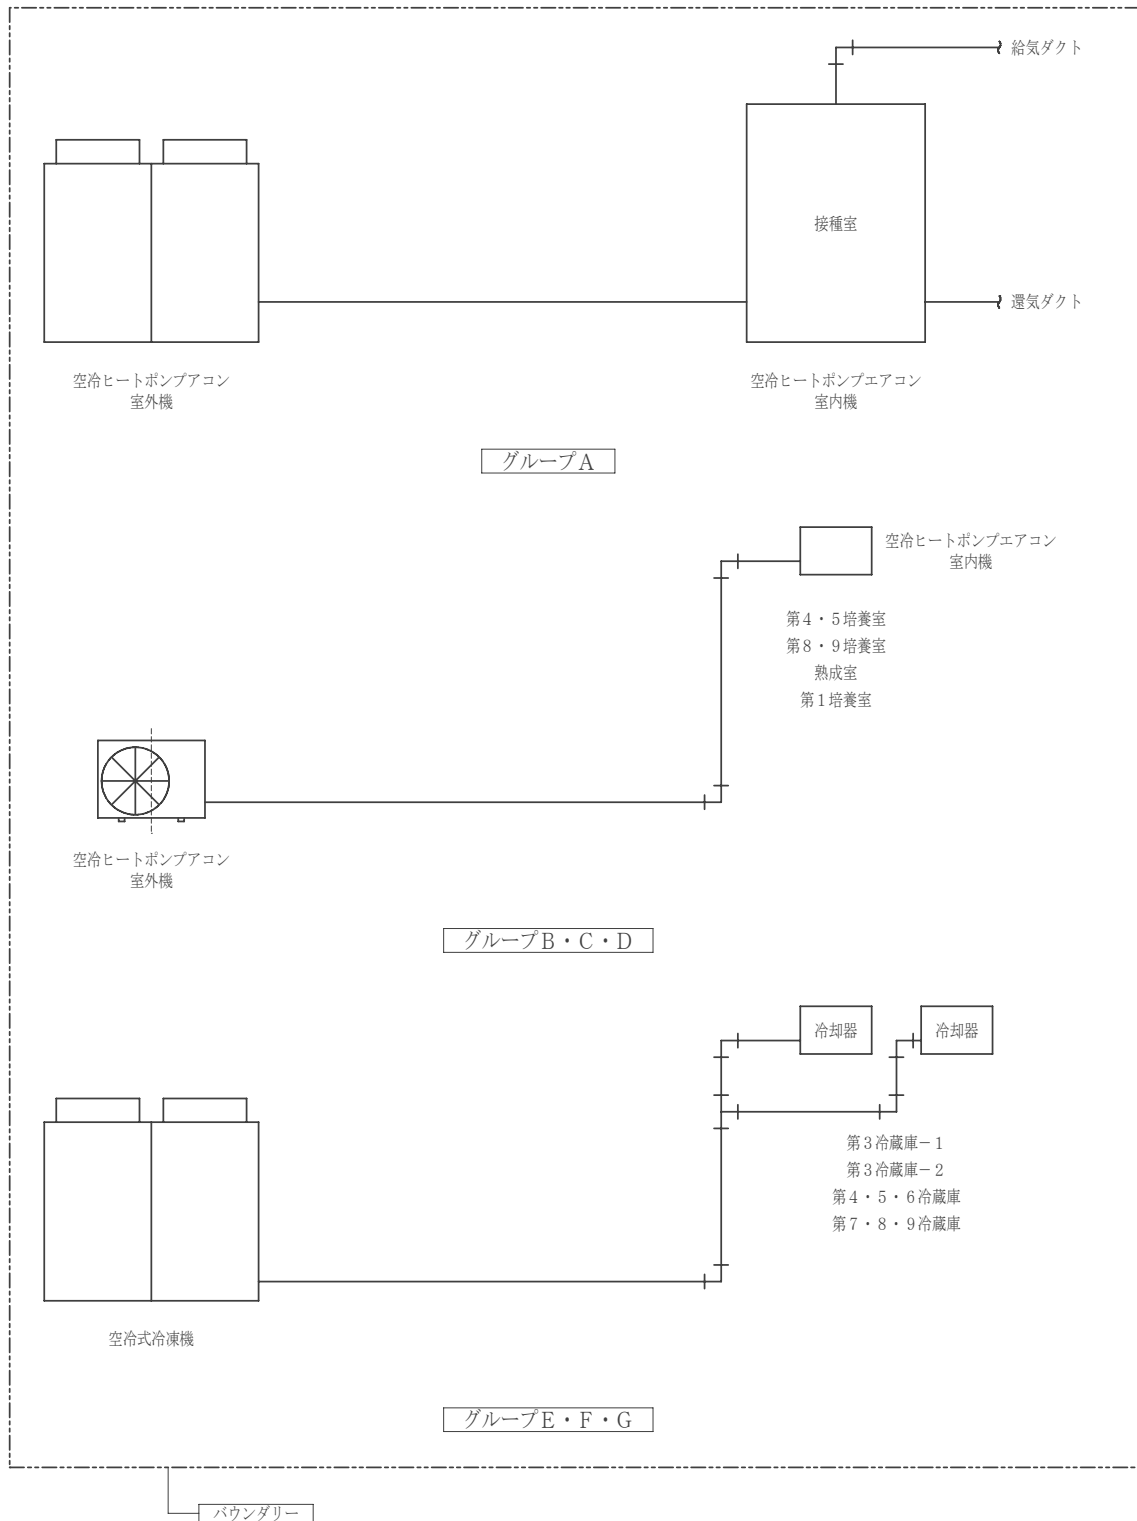 給気ダクト
接種室
還気ダクト
空冷ヒートポンプアコン
室外機
空冷ヒートポンプエアコン
室内機
グループA
空冷ヒートポンプエアコン
室内機
第4・5培養室
第8・9培養室
熟成室
第1培養室
空冷ヒートポンプアコン
室外機
グループB・C・D
冷却器
冷却器
第3冷蔵庫－1
第3冷蔵庫－2
第4・5・6冷蔵庫
第7・8・9冷蔵庫
空冷式冷凍機
グループE・F・G
バウンダリー